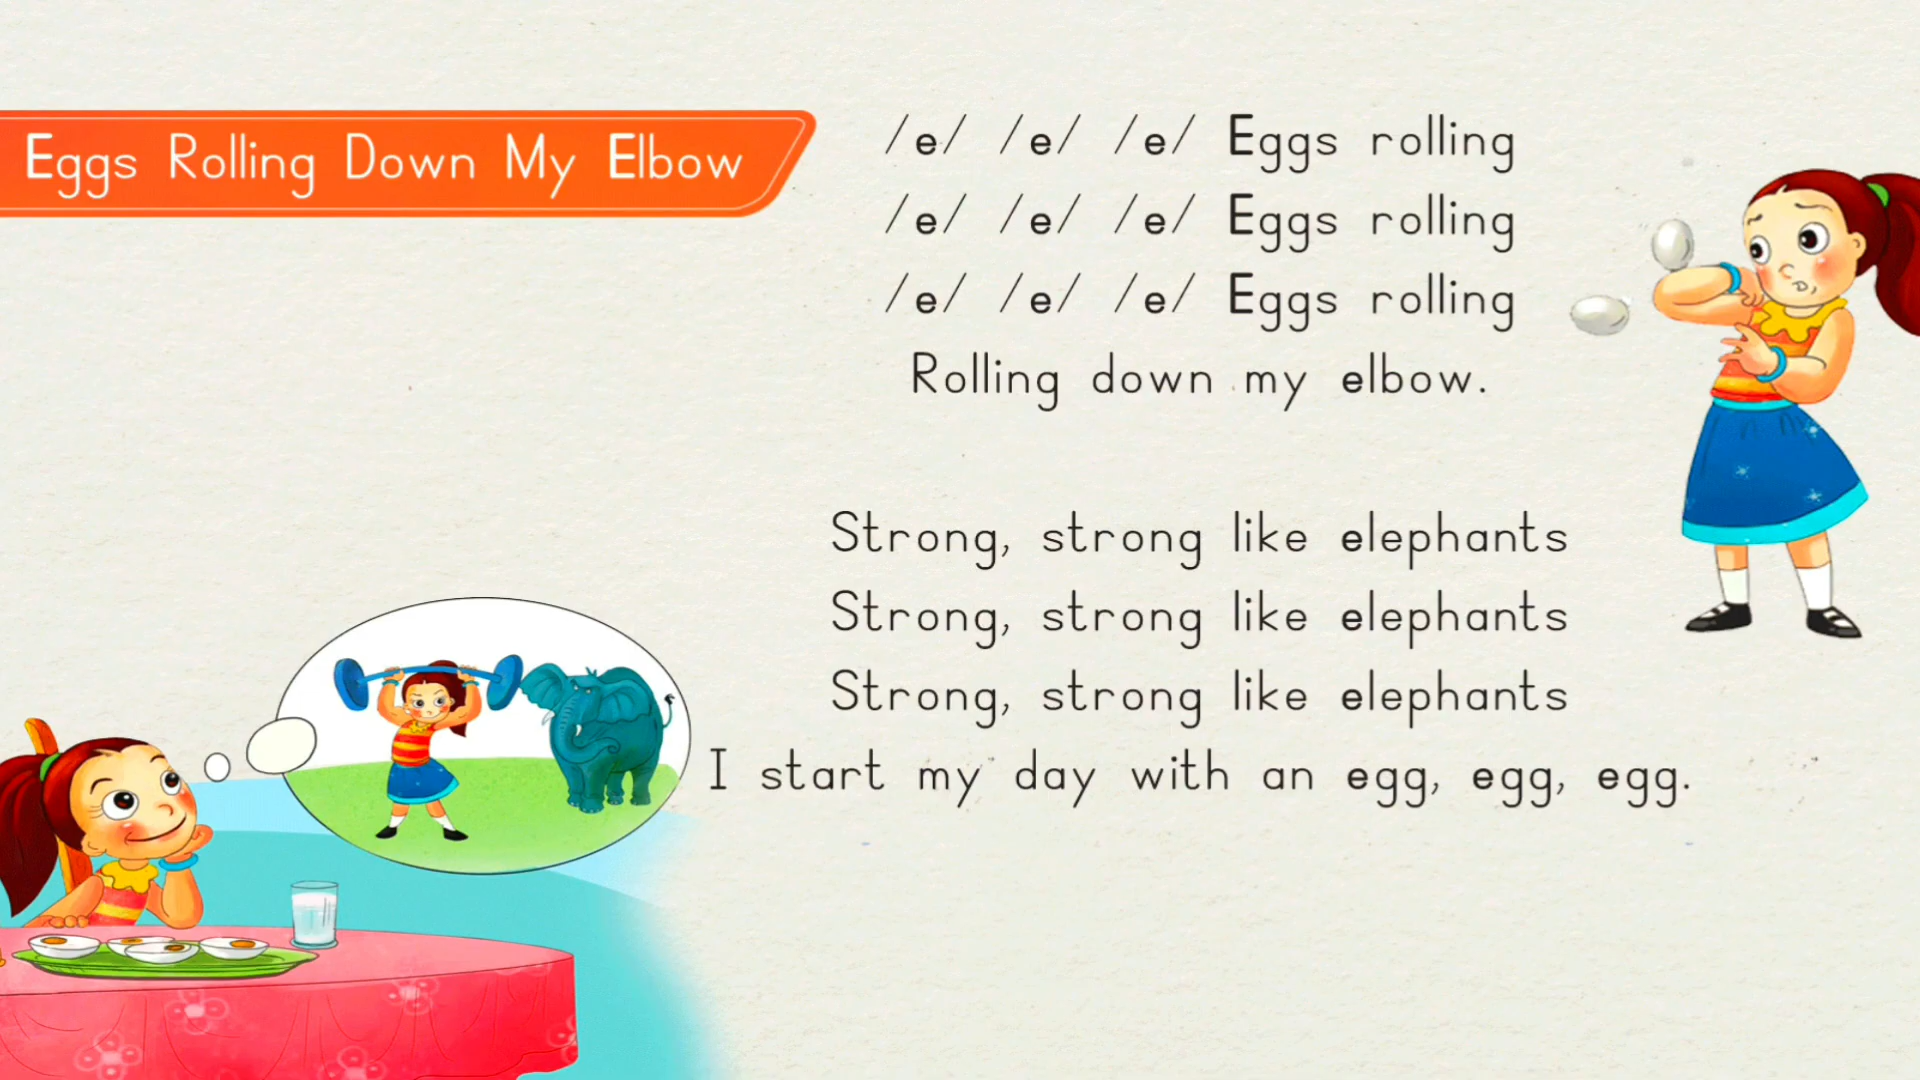 Eggs Rolling Down My Elbow
/e/ /e/ /e/ Eggs rolling
/e/ /e/ /e/ Eggs rolling
/e/ /e/ /e/ Eggs rolling
Rolling down my elbow.
Strong, strong like elephants
Strong, strong like elephants
Strong, strong like elephants
I start my day with an egg, egg, egg.